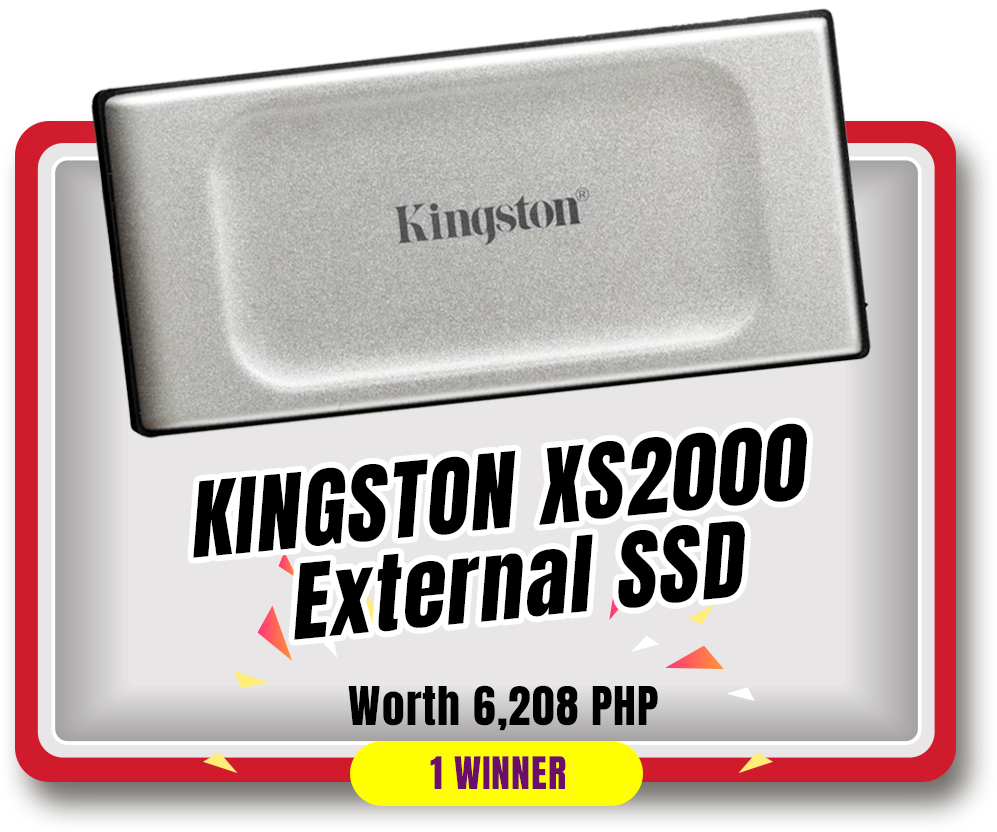 Kingston®
KINGSTON XS2000
External SSD
Worth 6,208 PHP
1 WINNER